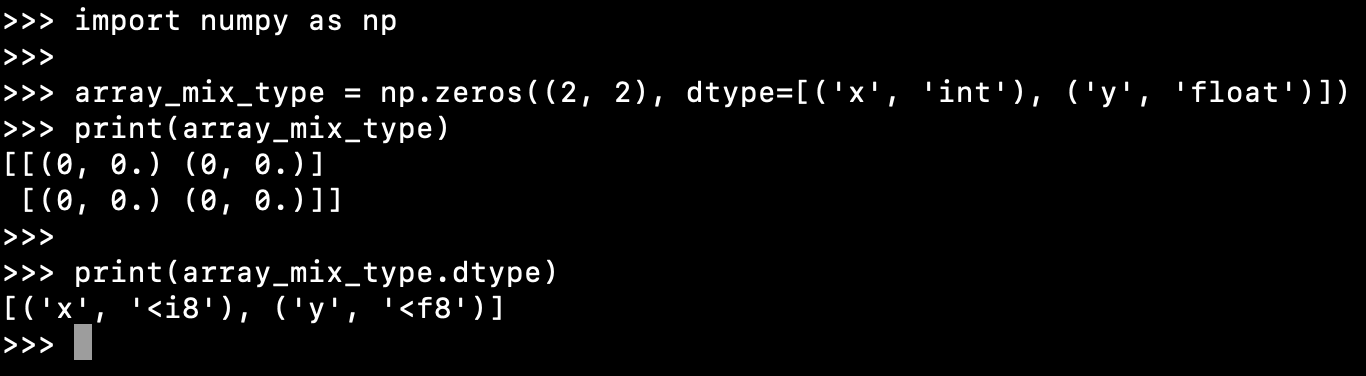 >>> import numpy as np
>>>
>>> array_mix_type = np.zeros((2, 2), dtype=[('x', 'int'), ('y', 'float')])
>>> print(array_mix_type)
[[(0, 0.) (0, 0.)]
 [(0, 0.) (0, 0.)]]
>>>
>>> print(array_mix_type.dtype)
[('x', '<i8'), ('y', '<f8')]
>>>